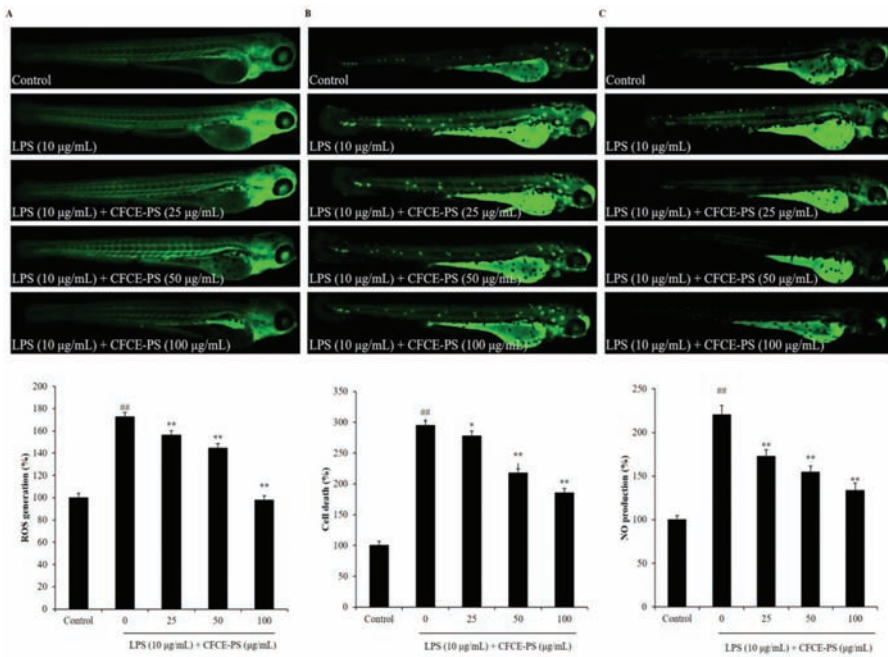 A
B
C
Control
LPS (10 µg/mL)
LPS (10 µg/mL) + CFCE-PS (25 µg/mL)
LPS (10 µg/mL) + CFCE-PS (50 µg/mL)
LPS (10 µg/mL) + CFCE-PS (100 µg/mL)
Control
LPS (10 µg/mL)
LPS (10 µg/mL) + CFCE-PS (25 µg/mL)
LPS (10 µg/mL) + CFCE-PS (50 µg/mL)
LPS (10 µg/mL) + CFCE-PS (100 µg/mL)
Control
LPS (10 µg/mL)
LPS (10 µg/mL) + CFCE-PS (25 µg/mL)
LPS (10 µg/mL) + CFCE-PS (50 µg/mL)
LPS (10 µg/mL) + CFCE-PS (100 µg/mL)
ROS generation (%)
200
180
160
140
120
100
80
60
40
20
0
##
**
**
**
Control 0 25 50 100
LPS (10 µg/mL) + CFCE-PS (µg/mL)
Cell death (%)
350
300
250
200
150
100
50
0
##
*
**
**
Control 0 25 50 100
LPS (10 µg/mL) + CFCE-PS (µg/mL)
NO production (%)
250
200
150
100
50
0
##
**
**
**
Control 0 25 50 100
LPS (10 µg/mL) + CFCE-PS (µg/mL)